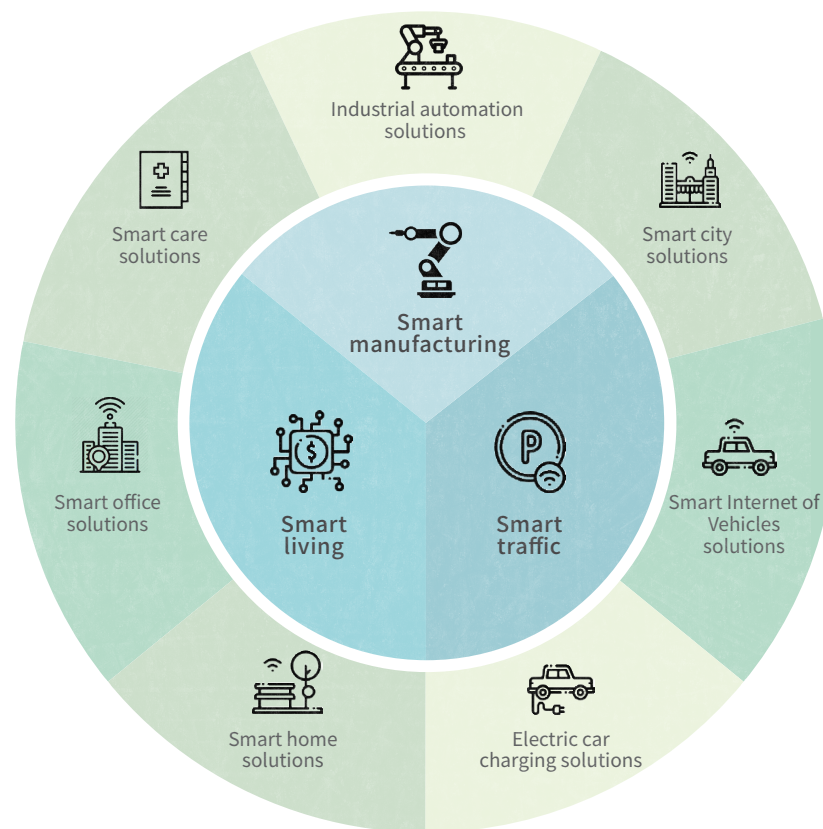 Industrial automation
solutions
Smart care
solutions
Smart city
solutions
Smart
manufacturing
Smart office
solutions
Smart
living
P
$
Smart
traffic
Smart Internet of
Vehicles
solutions
Smart home
solutions
Electric car
charging solutions